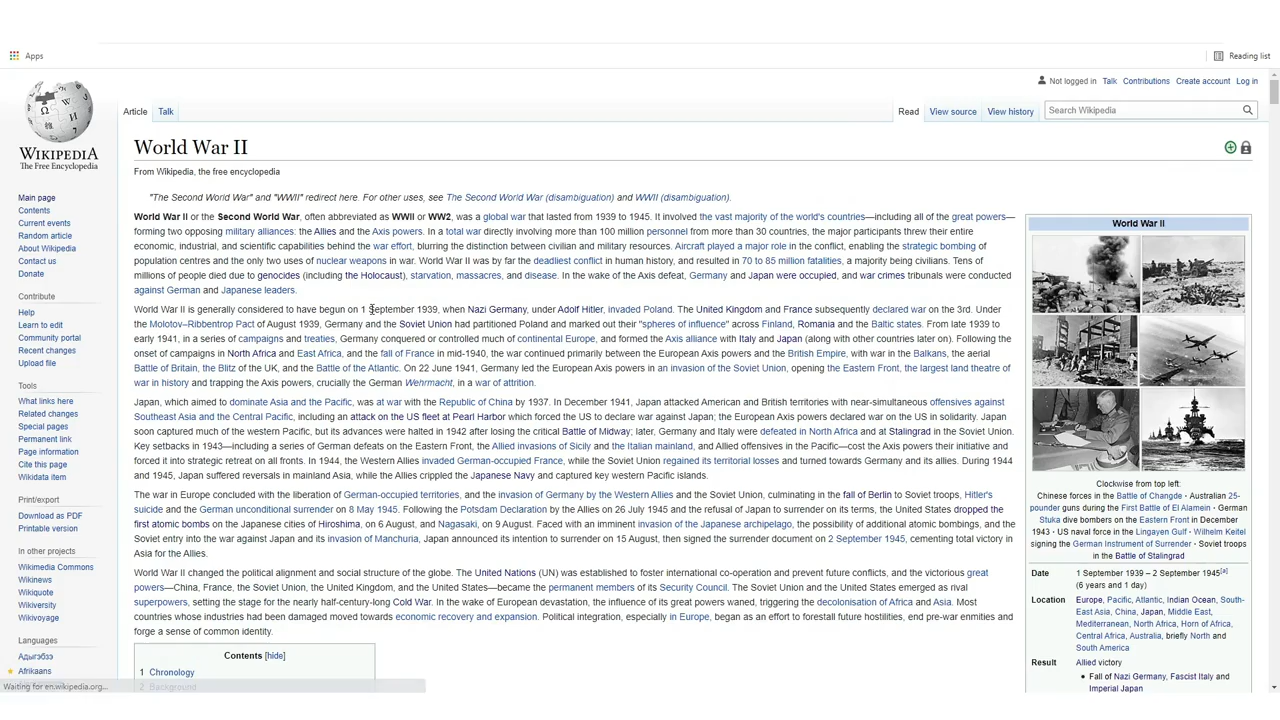 Apps
Reading list
Not logged in Talk Contributions Create account Log in
Article Talk
Read View source View history Search Wikipedia
WIKIPEDIA
The Free Encyclopedia
Main page
Contents
Current events
Random article
About Wikipedia
Contact us
Donate
Contribute
Help
Learn to edit
Community portal
Recent changes
Upload file
Tools
What links here
Related changes
Special pages
Permanent link
Page information
Cite this page
Wikidata item
Print/export
Download as PDF
Printable version
In other projects
Wikimedia Commons
Wikinews
Wikiquote
Wikiversity
Wikivoyage
Languages
Адыгэбзэ
Afrikaans
Waiting for en.wikipedia.org...
World War II
From Wikipedia, the free encyclopedia
"The Second World War" and "WWII" redirect here. For other uses, see The Second World War (disambiguation) and WWII (disambiguation).
World War II or the Second World War, often abbreviated as WWII or WW2, was a global war that lasted from 1939 to 1945. It involved the vast majority of the world's countries—including all of the great powers—
forming two opposing military alliances: the Allies and the Axis powers. In a total war directly involving more than 100 million personnel from more than 30 countries, the major participants threw their entire
economic, industrial, and scientific capabilities behind the war effort, blurring the distinction between civilian and military resources. Aircraft played a major role in the conflict, enabling the strategic bombing of
population centres and the only two uses of nuclear weapons in war. World War II was by far the deadliest conflict in human history, and resulted in 70 to 85 million fatalities, a majority being civilians. Tens of
millions of people died due to genocides (including the Holocaust), starvation, massacres, and disease. In the wake of the Axis defeat, Germany and Japan were occupied, and war crimes tribunals were conducted
against German and Japanese leaders.
World War II is generally considered to have begun on 1 September 1939, when Nazi Germany, under Adolf Hitler, invaded Poland. The United Kingdom and France subsequently declared war on the 3rd. Under
the Molotov–Ribbentrop Pact of August 1939, Germany and the Soviet Union had partitioned Poland and marked out their "spheres of influence" across Finland, Romania and the Baltic states. From late 1939 to
early 1941, in a series of campaigns and treaties, Germany conquered or controlled much of continental Europe, and formed the Axis alliance with Italy and Japan (along with other countries later on). Following the
onset of campaigns in North Africa and East Africa, and the fall of France in mid-1940, the war continued primarily between the European Axis powers and the British Empire, with war in the Balkans, the aerial
Battle of Britain, the Blitz of the UK, and the Battle of the Atlantic. On 22 June 1941, Germany led the European Axis powers in an invasion of the Soviet Union, opening the Eastern Front, the largest land theatre of
war in history and trapping the Axis powers, crucially the German Wehrmacht, in a war of attrition.
Japan, which aimed to dominate Asia and the Pacific, was at war with the Republic of China by 1937. In December 1941, Japan attacked American and British territories with near-simultaneous offensives against
Southeast Asia and the Central Pacific, including an attack on the US fleet at Pearl Harbor which forced the US to declare war against Japan; the European Axis powers declared war on the US in solidarity. Japan
soon captured much of the western Pacific, but its advances were halted in 1942 after losing the critical Battle of Midway; later, Germany and Italy were defeated in North Africa and at Stalingrad in the Soviet Union.
Key setbacks in 1943—including a series of German defeats on the Eastern Front, the Allied invasions of Sicily and the Italian mainland, and Allied offensives in the Pacific—cost the Axis powers their initiative and
forced it into strategic retreat on all fronts. In 1944, the Western Allies invaded German-occupied France, while the Soviet Union regained its territorial losses and turned towards Germany and its allies. During 1944
and 1945, Japan suffered reversals in mainland Asia, while the Allies crippled the Japanese Navy and captured key western Pacific islands.
The war in Europe concluded with the liberation of German-occupied territories, and the invasion of Germany by the Western Allies and the Soviet Union, culminating in the fall of Berlin to Soviet troops, Hitler's
suicide and the German unconditional surrender on 8 May 1945. Following the Potsdam Declaration by the Allies on 26 July 1945 and the refusal of Japan to surrender on its terms, the United States dropped the
first atomic bombs on the Japanese cities of Hiroshima, on 6 August, and Nagasaki, on 9 August. Faced with an imminent invasion of the Japanese archipelago, the possibility of additional atomic bombings, and the
Soviet entry into the war against Japan and its invasion of Manchuria, Japan announced its intention to surrender on 15 August, then signed the surrender document on 2 September 1945, cementing total victory in
Asia for the Allies.
World War II changed the political alignment and social structure of the globe. The United Nations (UN) was established to foster international co-operation and prevent future conflicts, and the victorious great
powers—China, France, the Soviet Union, the United Kingdom, and the United States—became the permanent members of its Security Council. The Soviet Union and the United States emerged as rival
superpowers, setting the stage for the nearly half-century-long Cold War. In the wake of European devastation, the influence of its great powers waned, triggering the decolonisation of Africa and Asia. Most
countries whose industries had been damaged moved towards economic recovery and expansion. Political integration, especially in Europe, began as an effort to forestall future hostilities, end pre-war enmities and
forge a sense of common identity.
Contents [hide]
1 Chronology
2 Background
World War II
Clockwise from top left:
Chinese forces in the Battle of Changde · Australian 25-
pounder guns during the First Battle of El Alamein · German
Stuka dive bombers on the Eastern Front in December
1943 · US naval force in the Lingayen Gulf · Wilhelm Keitel
signing the German Instrument of Surrender · Soviet troops
in the Battle of Stalingrad
Date 1 September 1939 – 2 September 1945[a]
(6 years and 1 day)
Location Europe, Pacific, Atlantic, Indian Ocean, South-
East Asia, China, Japan, Middle East,
Mediterranean, North Africa, Horn of Africa,
Central Africa, Australia, briefly North and
South America
Result Allied victory
• Fall of Nazi Germany, Fascist Italy and
Imperial Japan